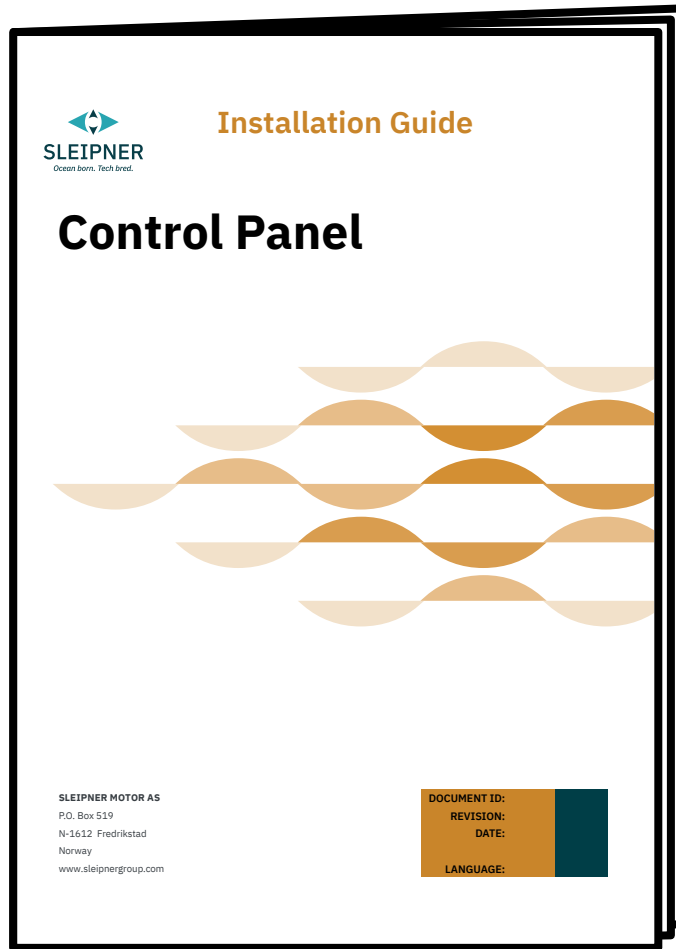 Installation Guide
SLEIPNER
Ocean born. Tech bred.
Control Panel
SLEIPNER MOTOR AS
P.O. Box 519
N-1612 Fredrikstad
Norway
www.sleipnergroup.com
DOCUMENT ID:
REVISION:
DATE:
LANGUAGE: